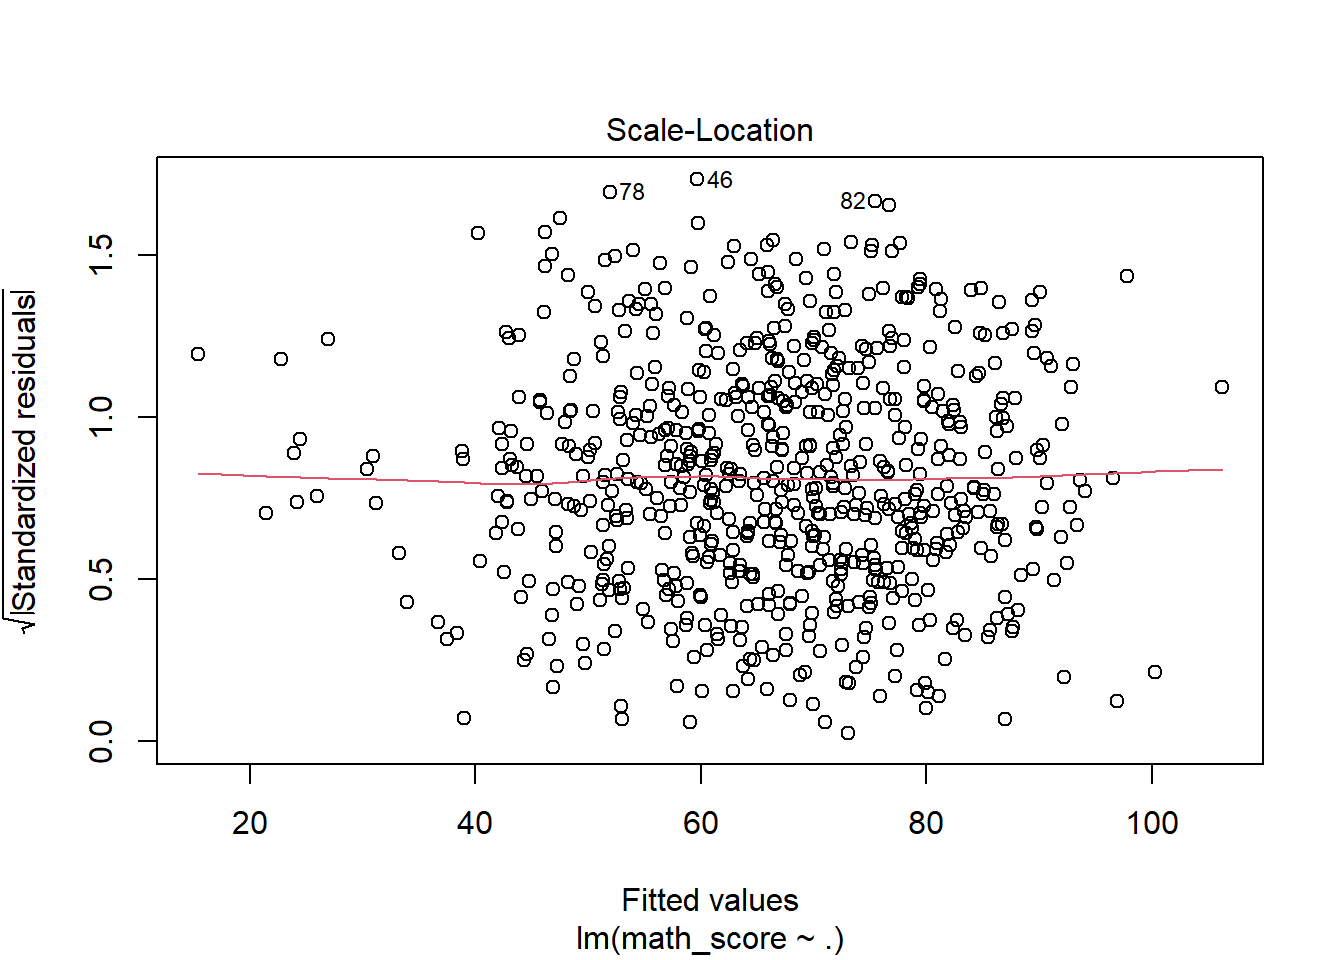 Scale-Location
78
46
82
√|Standardized residuals|
1.5
1.0
0.5
0.0
20 40 60 80 100
Fitted values
lm(math_score ~ .)